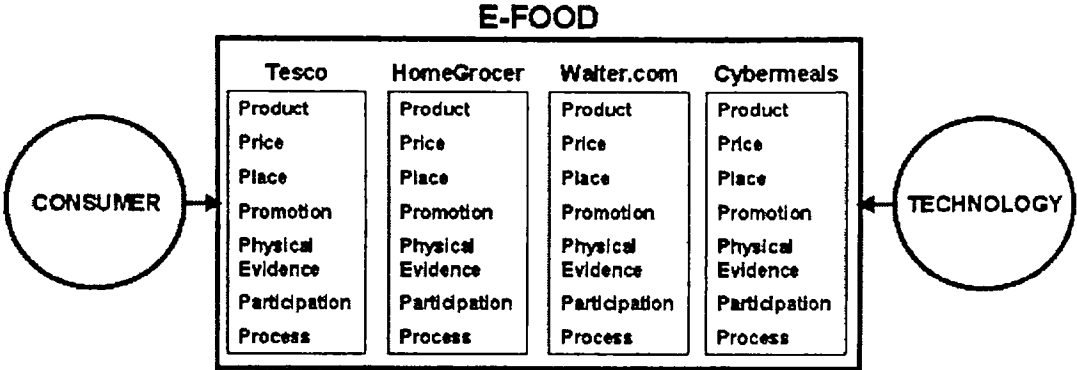 E-FOOD
Tesco
Product
Price
Place
Promotion
Physical
Evidence
Participation
Process
HomeGrocer
Product
Price
Place
Promotion
Physical
Evidence
Participation
Process
Waiter.com
Product
Price
Place
Promotion
Physical
Evidence
Participation
Process
Cybermeals
Product
Price
Place
Promotion
Physical
Evidence
Participation
Process
CONSUMER
TECHNOLOGY